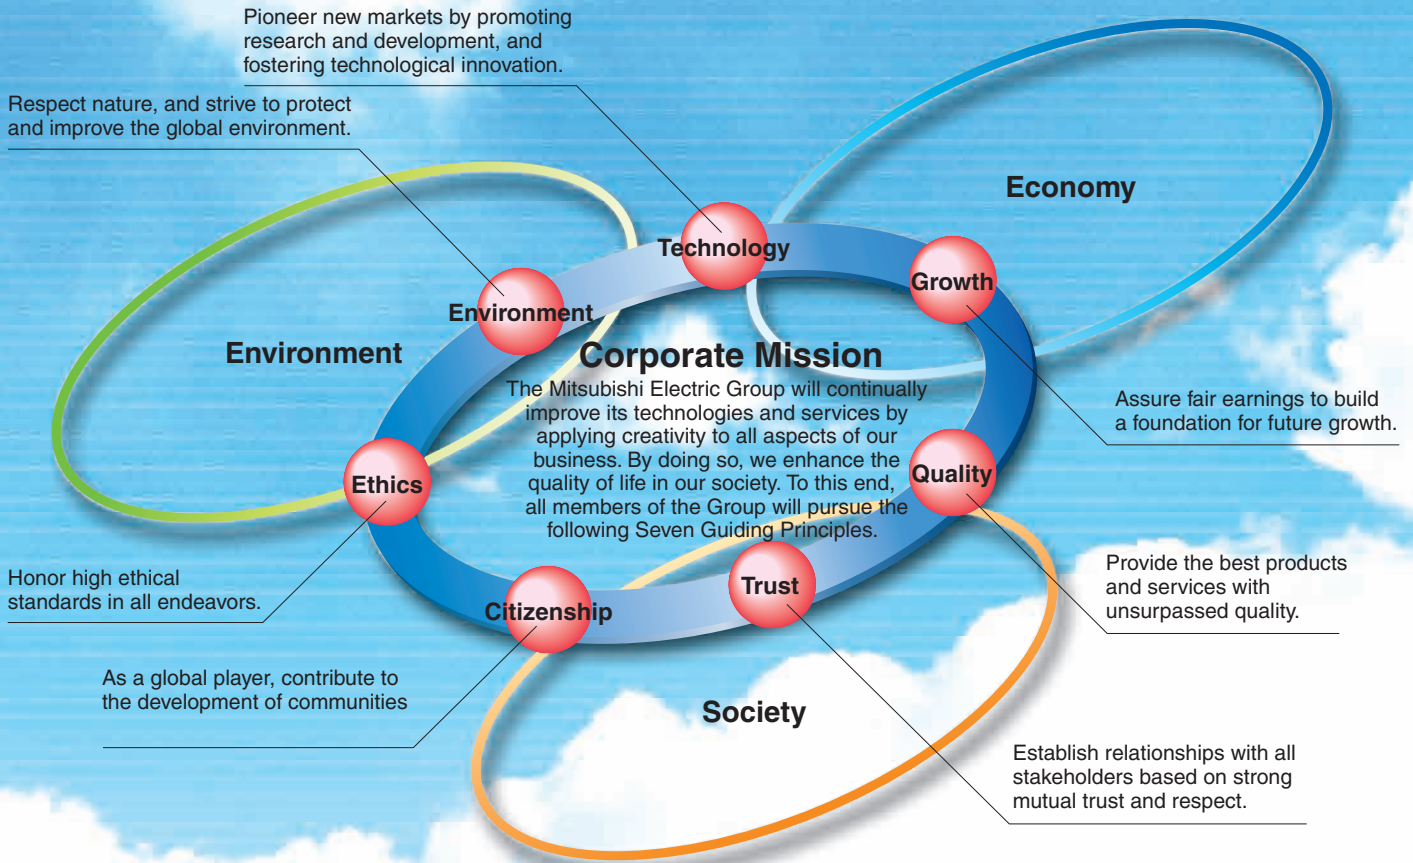 Pioneer new markets by promoting
research and development, and
fostering technological innovation.
Respect nature, and strive to protect
and improve the global environment.
Economy
Technology
Growth
Environment
Environment
Corporate Mission
The Mitsubishi Electric Group will continually
improve its technologies and services by
applying creativity to all aspects of our
business. By doing so, we enhance the
quality of life in our society. To this end,
all members of the Group will pursue the
following Seven Guiding Principles.
Assure fair earnings to build
a foundation for future growth.
Quality
Ethics
Provide the best products
and services with
unsurpassed quality.
Honor high ethical
standards in all endeavors.
Trust
Citizenship
As a global player, contribute to
the development of communities
Society
Establish relationships with all
stakeholders based on strong
mutual trust and respect.